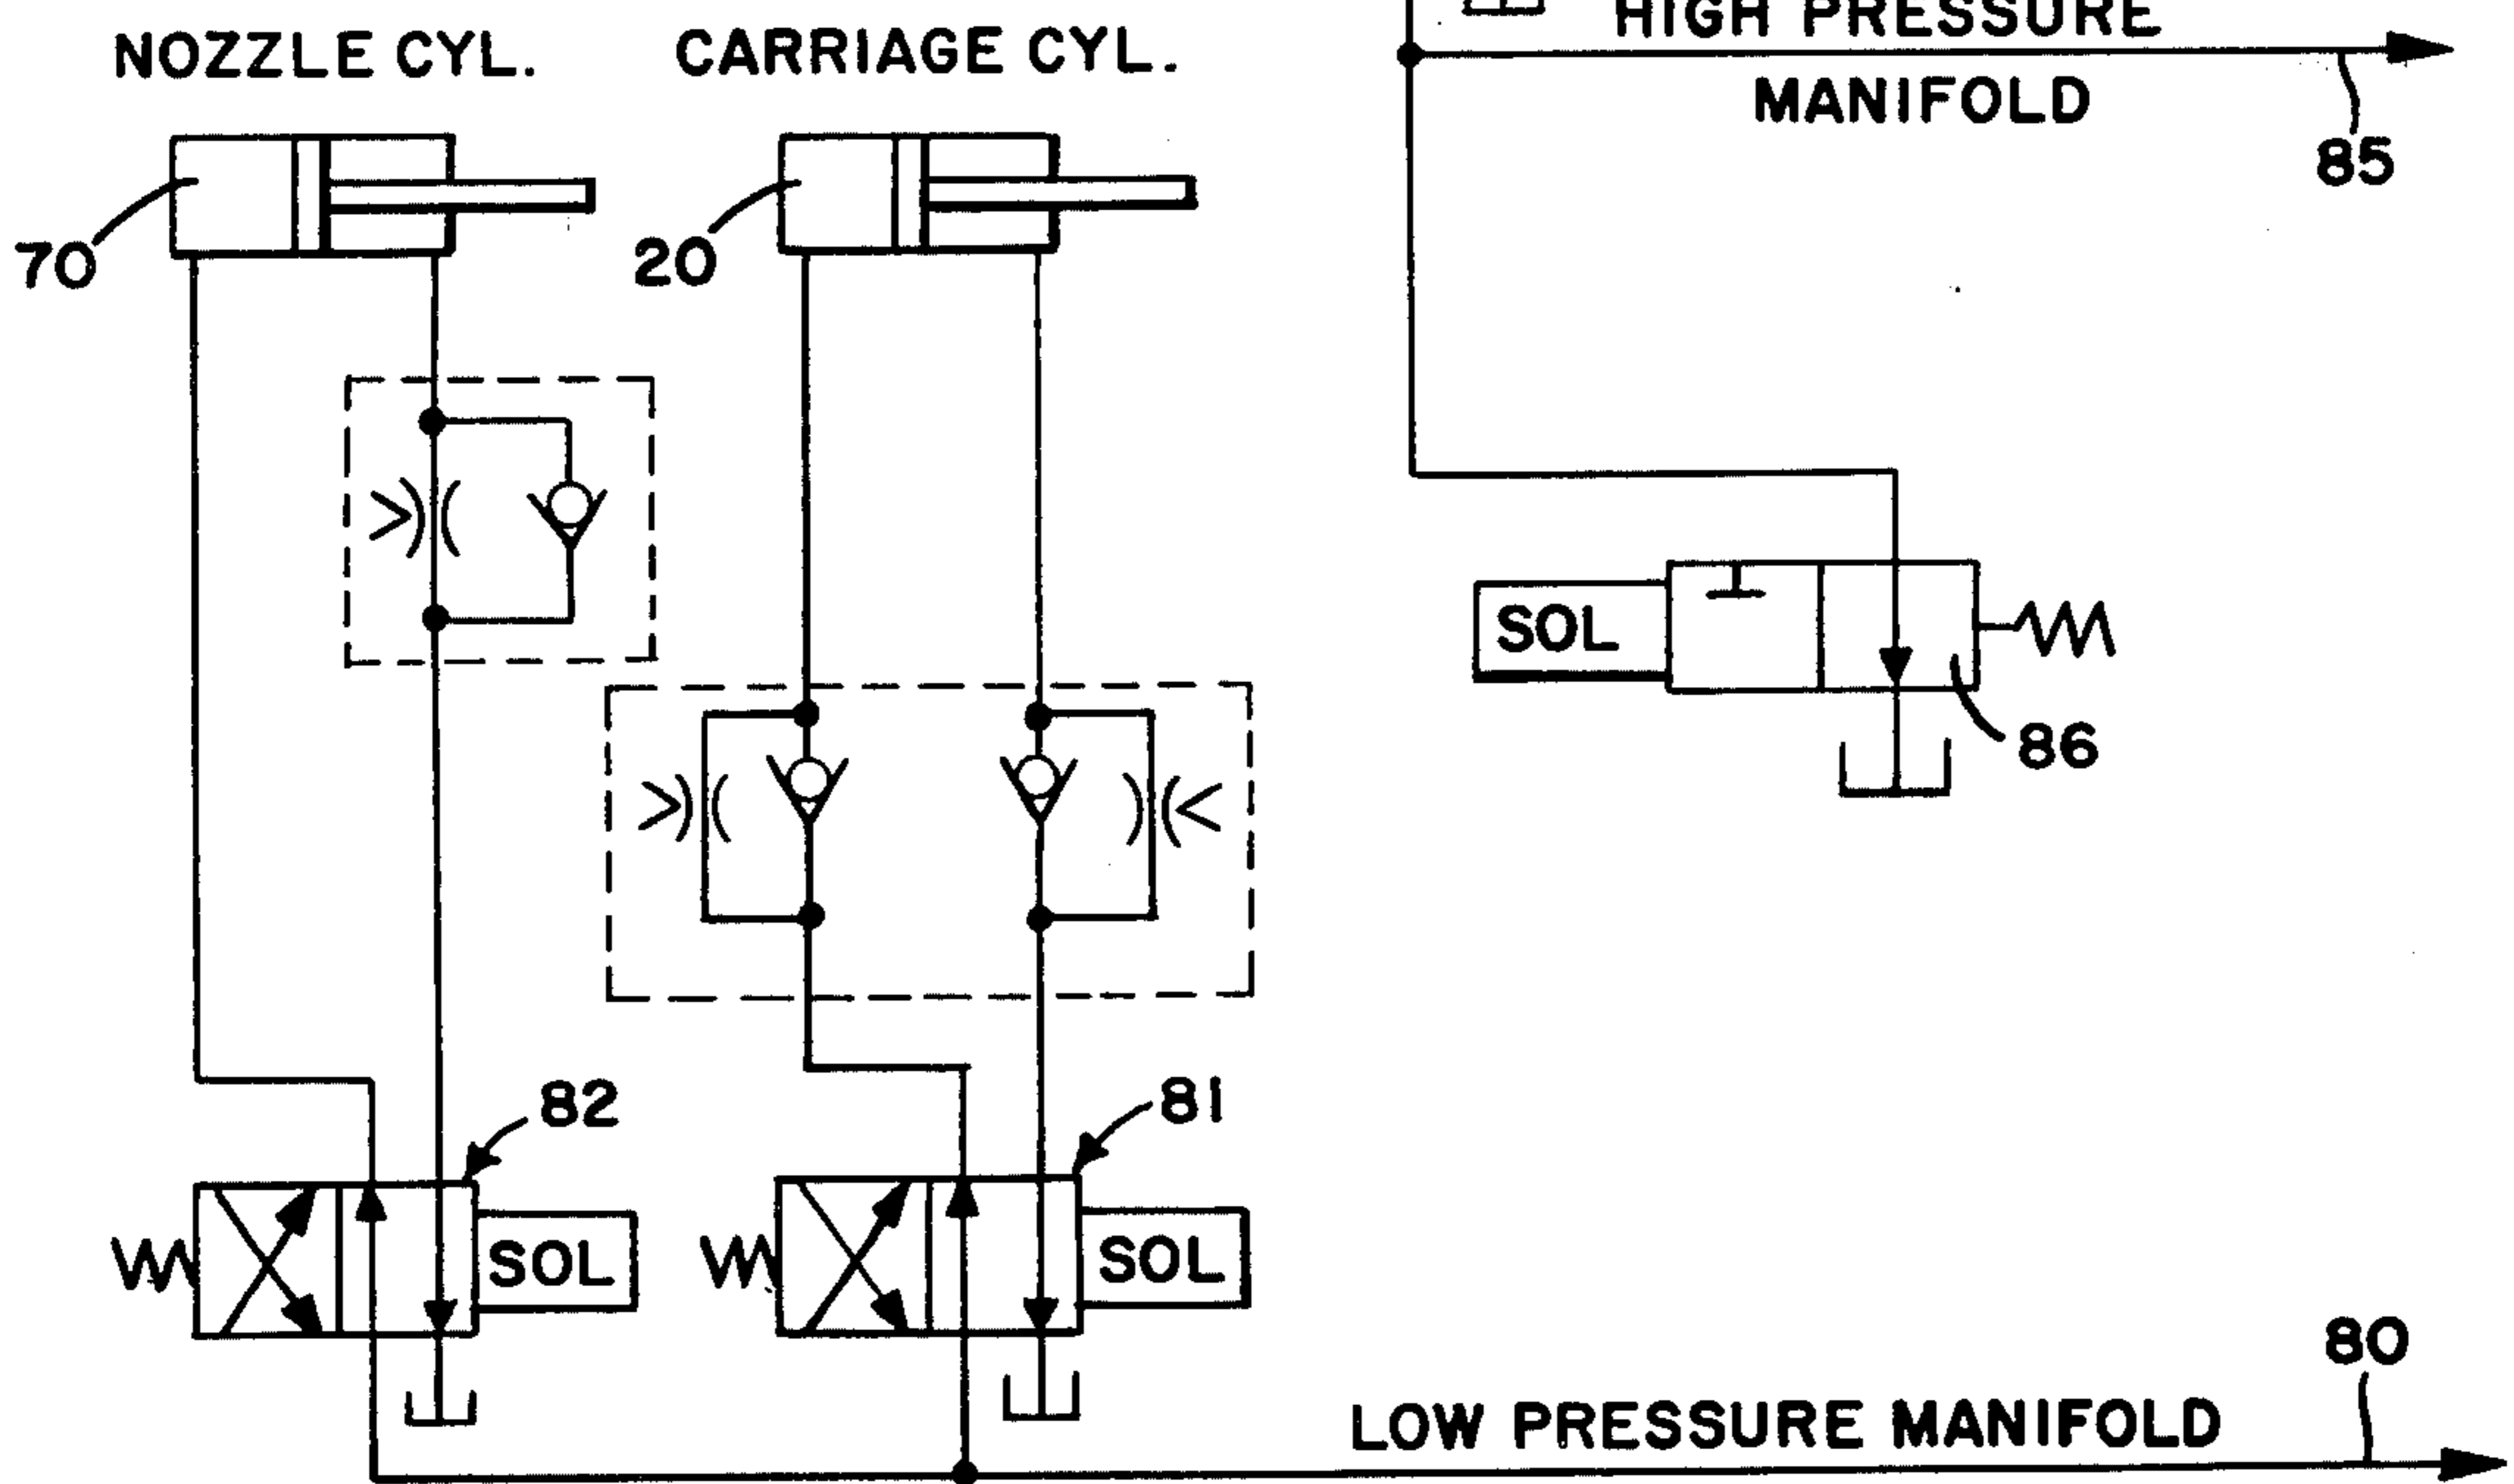 HIGH PRESSURE
NOZZLE CYL.
CARRIAGE CYL.
MANIFOLD
85
70
20
SOL
86
82
81
SOL
SOL
80
LOW PRESSURE MANIFOLD